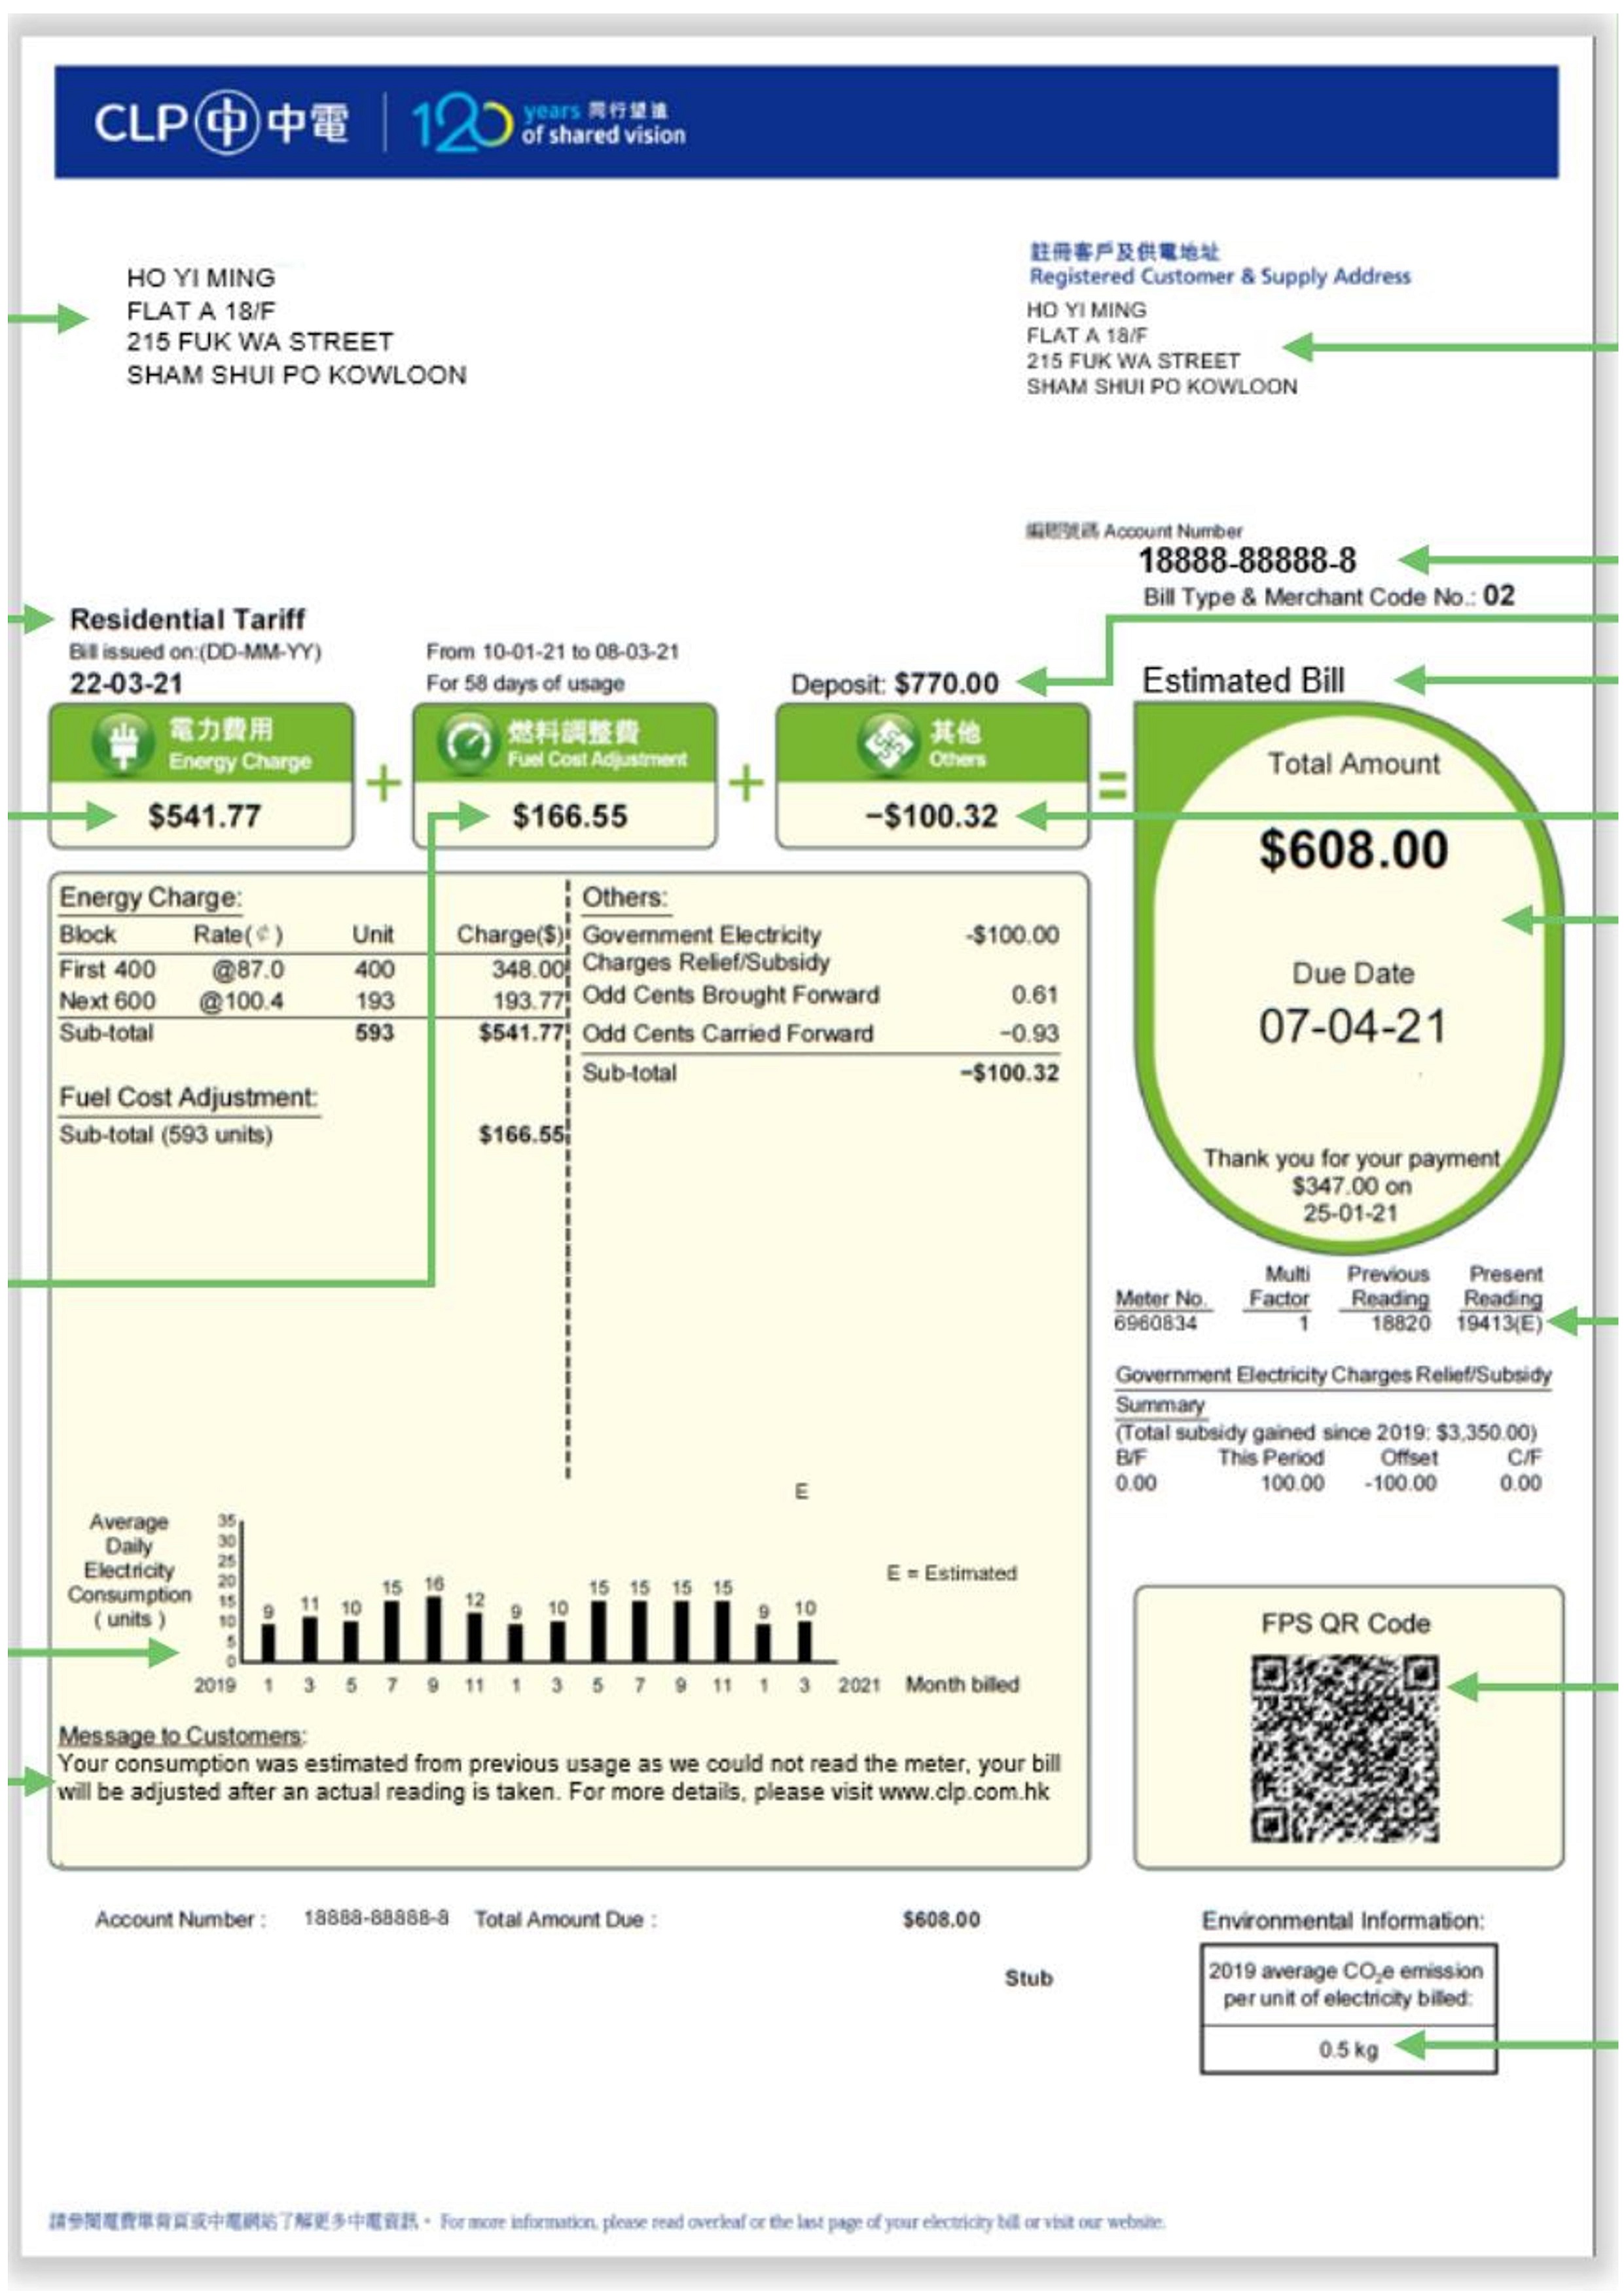 CLP 中 中電
120 years 同行望遠
of shared vision
HO YI MING
FLAT A 18/F
215 FUK WA STREET
SHAM SHUI PO KOWLOON
註冊客戶及供電地址
Registered Customer & Supply Address
HO YI MING
FLAT A 18/F
215 FUK WA STREET
SHAM SHUI PO KOWLOON
Account Number
18888-88888-8
Bill Type & Merchant Code No.: 02
Residential Tariff
Bill issued on:(DD-MM-YY)
22-03-21
From 10-01-21 to 08-03-21
For 58 days of usage
Deposit: $770.00
Estimated Bill
電力費用
Energy Charge
$541.77
+
燃料調整費
Fuel Cost Adjustment
$166.55
+
其他
Others
−$100.32
=
Total Amount
$608.00
Due Date
07-04-21
Thank you for your payment
$347.00 on
25-01-21
Energy Charge:
Block Rate(¢) Unit Charge($)
First 400 @87.0 400 348.00
Next 600 @100.4 193 193.77
Sub-total 593 $541.77
Fuel Cost Adjustment:
Sub-total (593 units) $166.55
Others:
Government Electricity -$100.00
Charges Relief/Subsidy
Odd Cents Brought Forward 0.61
Odd Cents Carried Forward −0.93
Sub-total −$100.32
Meter No. Multi Factor Previous Reading Present Reading
6960834 1 18820 19413(E)
Government Electricity Charges Relief/Subsidy
Summary
(Total subsidy gained since 2019: $3,350.00)
B/F This Period Offset C/F
0.00 100.00 -100.00 0.00
Average
Daily
Electricity
Consumption
( units )
35
30
25
20
15
10
5
0
E
9 11 10 15 16 12 9 10 15 15 15 15 9 10
E = Estimated
2019 1 3 5 7 9 11 1 3 5 7 9 11 1 3 2021 Month billed
Message to Customers:
Your consumption was estimated from previous usage as we could not read the meter, your bill
will be adjusted after an actual reading is taken. For more details, please visit www.clp.com.hk
FPS QR Code
Account Number : 18888-88888-8 Total Amount Due : $608.00
Stub
Environmental Information:
2019 average CO₂e emission
per unit of electricity billed:
0.5 kg
請參閱電費單背頁或中電網站了解更多中電資訊。 For more information, please read overleaf or the last page of your electricity bill or visit our website.